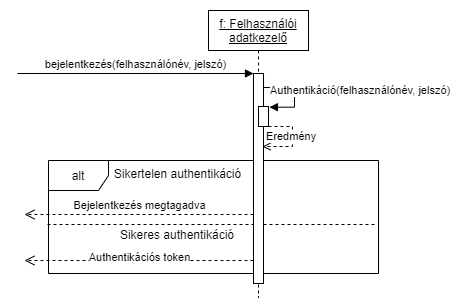 f: Felhasználói
adatkezelő
bejelentkezés(felhasználónév, jelszó)
Authentikáció(felhasználónév, jelszó)
Eredmény
alt
Sikertelen authentikáció
Bejelentkezés megtagadva
Sikeres authentikáció
Authentikációs token